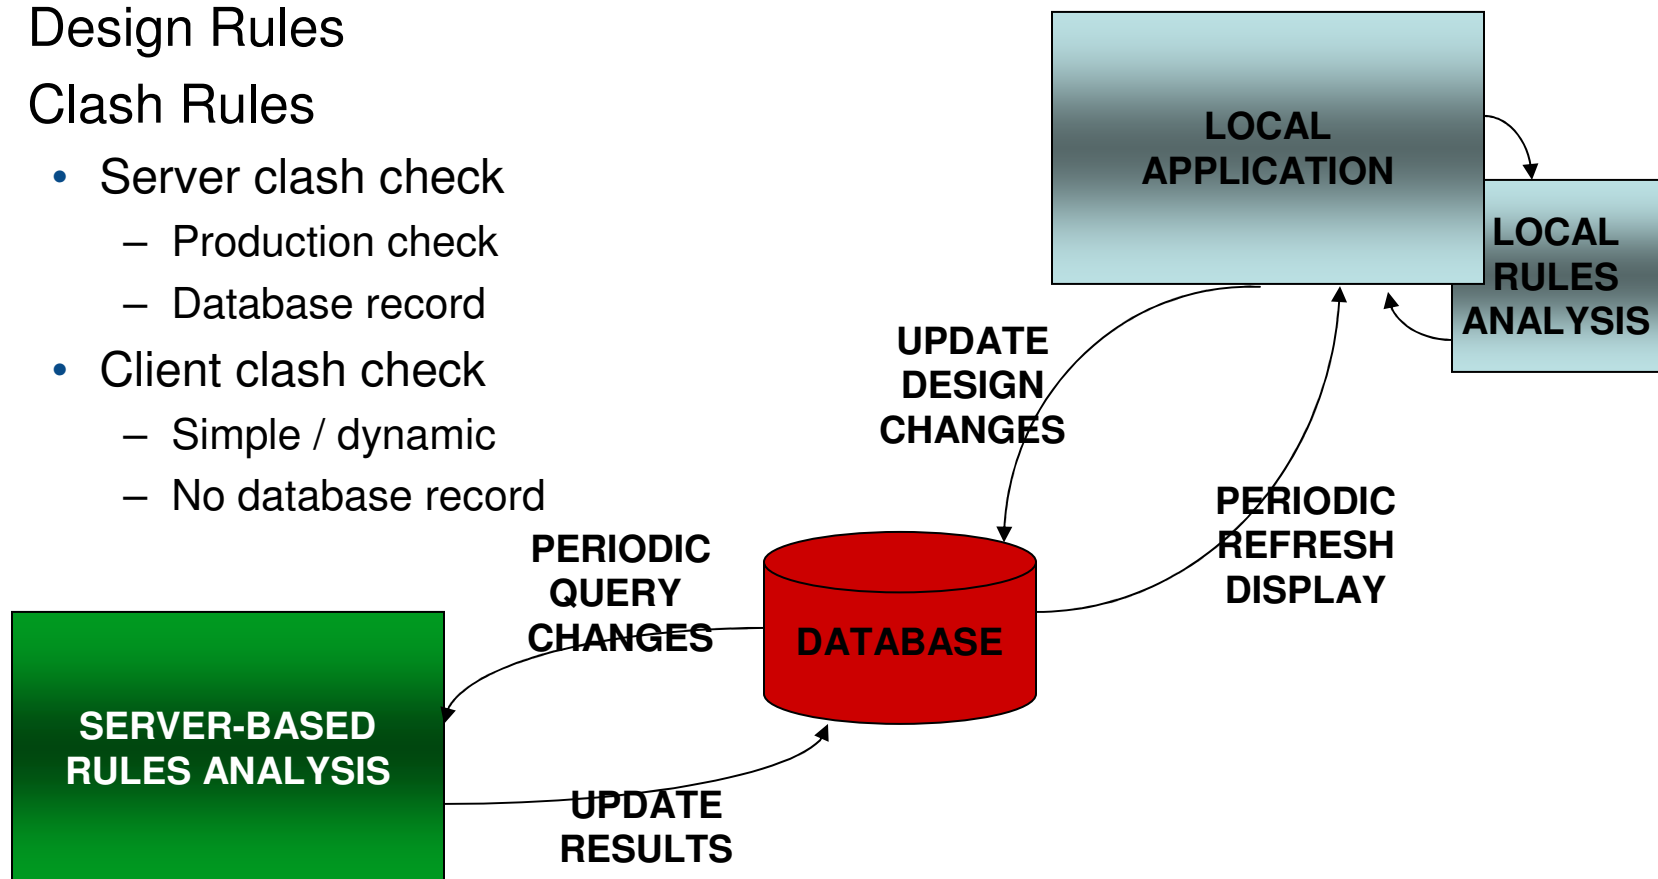 Design Rules
Clash Rules
• Server clash check
– Production check
– Database record
• Client clash check
– Simple / dynamic
– No database record
LOCAL
APPLICATION
LOCAL
RULES
ANALYSIS
UPDATE
DESIGN
CHANGES
PERIODIC
REFRESH
DISPLAY
PERIODIC
QUERY
CHANGES
DATABASE
SERVER-BASED
RULES ANALYSIS
UPDATE
RESULTS